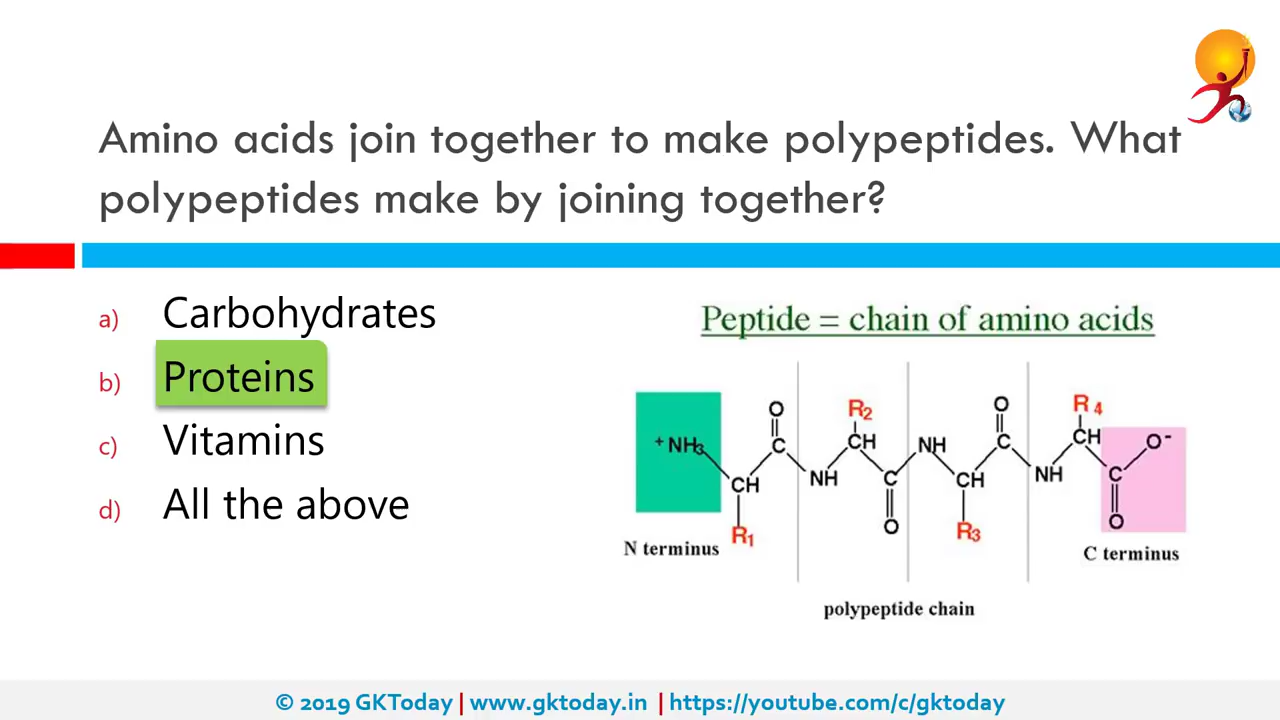 Amino acids join together to make polypeptides. What
polypeptides make by joining together?
a) Carbohydrates
b) Proteins
c) Vitamins
d) All the above
Peptide = chain of amino acids
+NH3
CH
R1
O
C
NH
R2
CH
C
O
NH
CH
R3
O
C
NH
R4
CH
C
O
O-
N terminus
C terminus
polypeptide chain
© 2019 GKToday | www.gktoday.in | https://youtube.com/c/gktoday